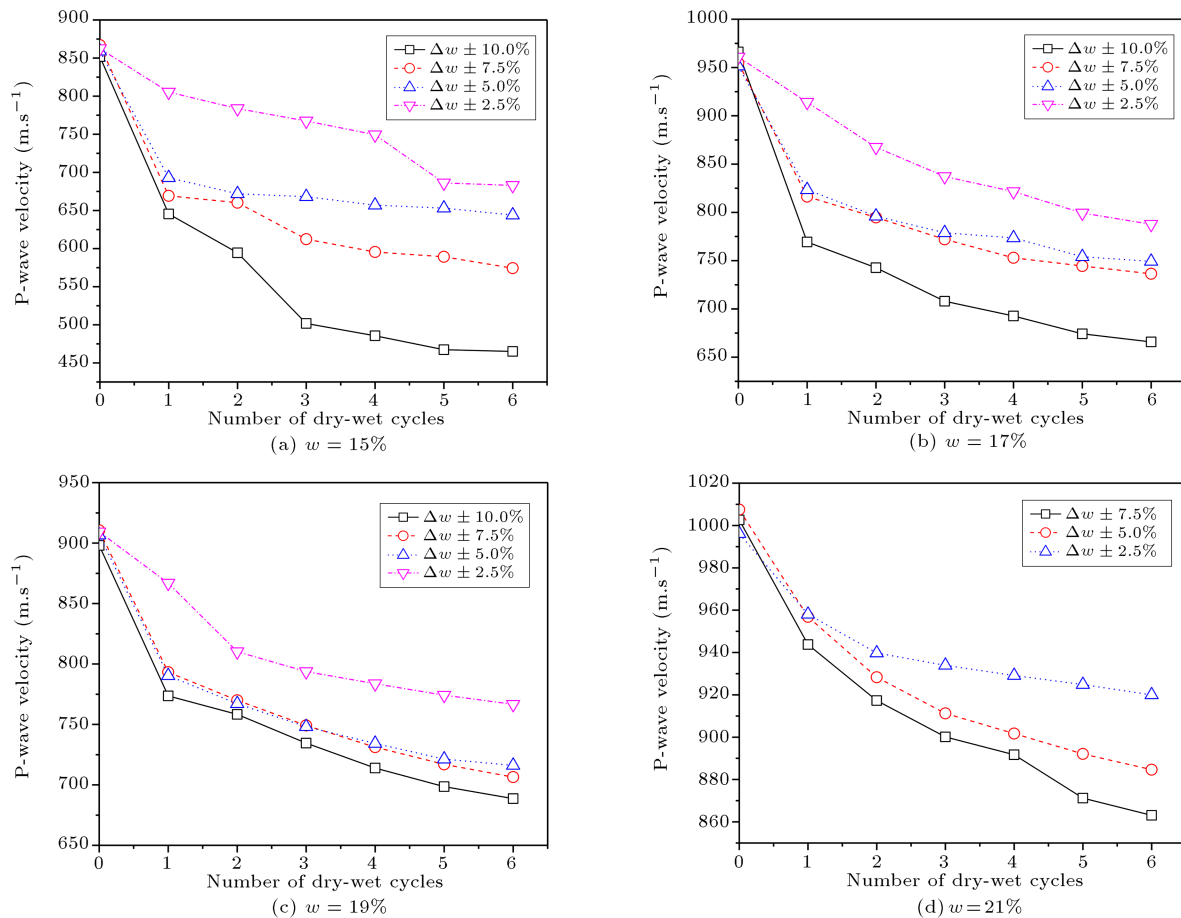 900
850
800
750
700
650
600
550
500
450
P-wave velocity (m.s⁻¹)
Δw ± 10.0%
Δw ± 7.5%
Δw ± 5.0%
Δw ± 2.5%
0 1 2 3 4 5 6
Number of dry-wet cycles
(a) w = 15%
1000
950
900
850
800
750
700
650
P-wave velocity (m.s⁻¹)
Δw ± 10.0%
Δw ± 7.5%
Δw ± 5.0%
Δw ± 2.5%
0 1 2 3 4 5 6
Number of dry-wet cycles
(b) w = 17%
950
900
850
800
750
700
650
P-wave velocity (m.s⁻¹)
Δw ± 10.0%
Δw ± 7.5%
Δw ± 5.0%
Δw ± 2.5%
0 1 2 3 4 5 6
Number of dry-wet cycles
(c) w = 19%
1020
1000
980
960
940
920
900
880
860
P-wave velocity (m.s⁻¹)
Δw ± 7.5%
Δw ± 5.0%
Δw ± 2.5%
0 1 2 3 4 5 6
Number of dry-wet cycles
(d) w=21%